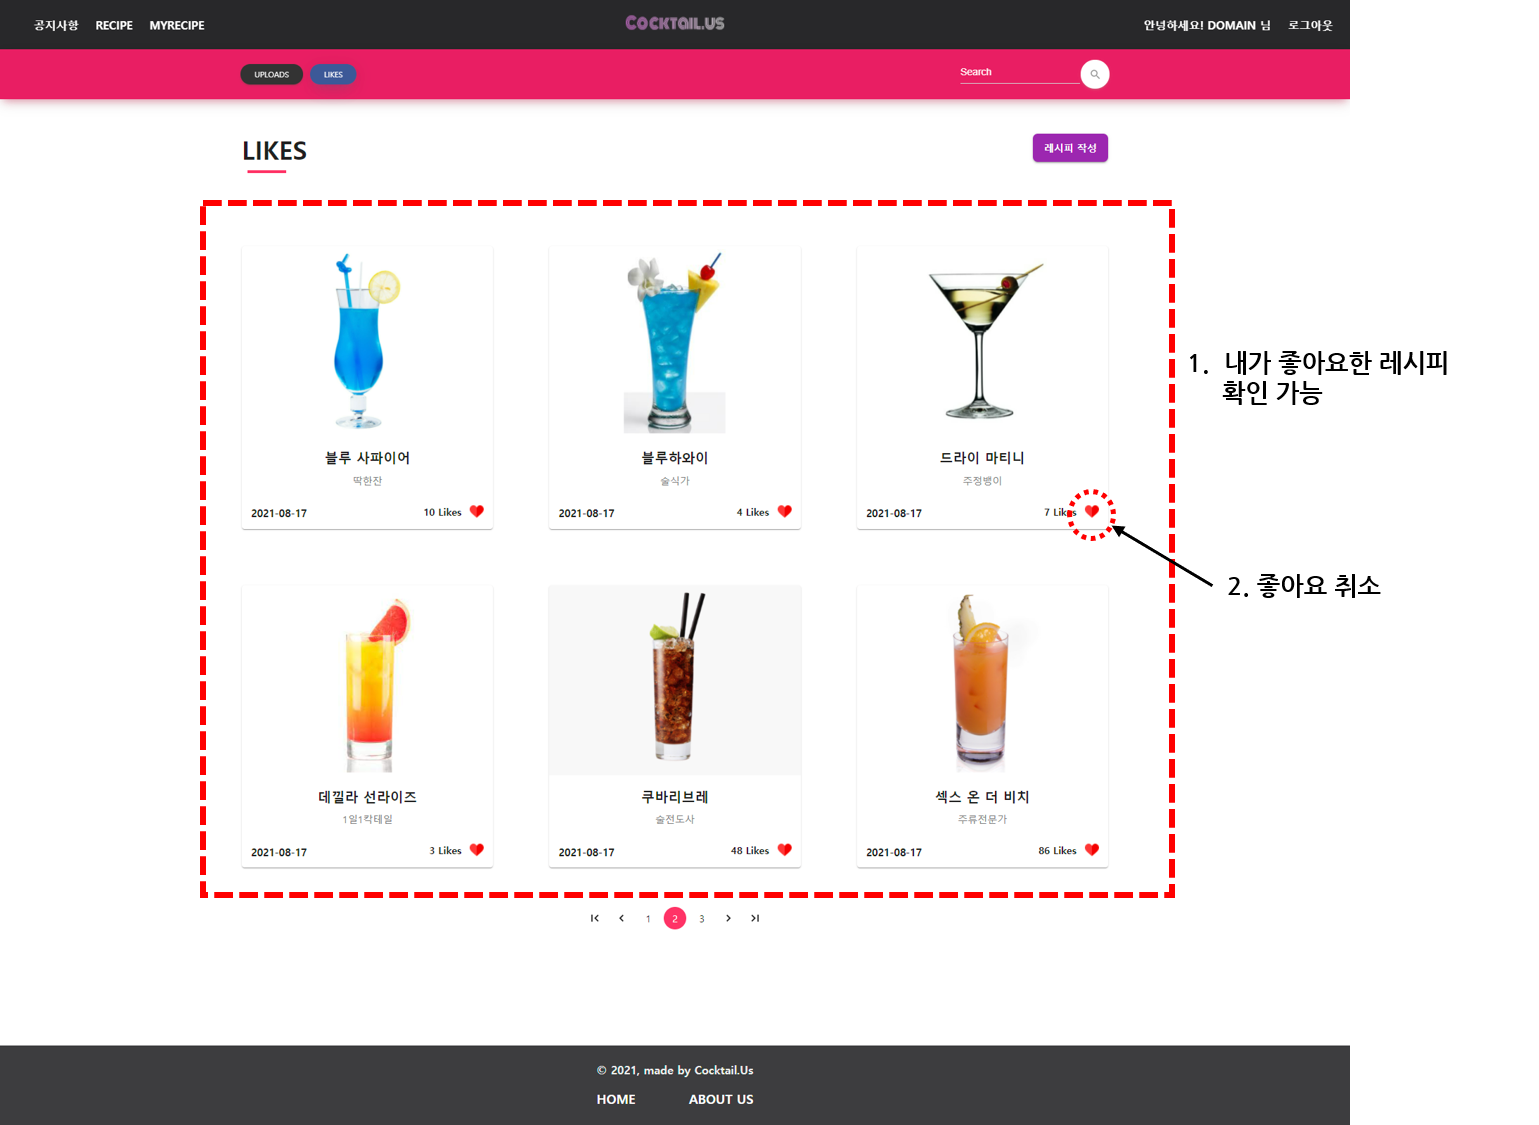 공지사항 RECIPE MYRECIPE
COCKTAIL.US
안녕하세요! DOMAIN 님 로그아웃
UPLOADS LIKES
Search
LIKES
레시피 작성
블루 사파이어
딱한잔
2021-08-17 10 Likes
블루하와이
술식가
2021-08-17 4 Likes
드라이 마티니
주정뱅이
2021-08-17 7 Likes
1. 내가 좋아요한 레시피
확인 가능
2. 좋아요 취소
데낄라 선라이즈
1일1칵테일
2021-08-17 3 Likes
쿠바리브레
술전도사
2021-08-17 48 Likes
섹스 온 더 비치
주류전문가
2021-08-17 86 Likes
1 2 3
© 2021, made by Cocktail.Us
HOME ABOUT US